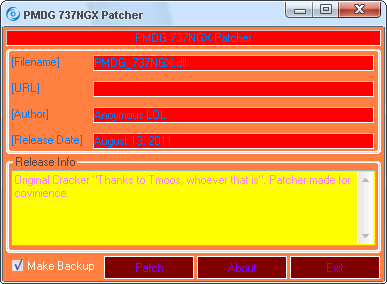 PMDG 737NGX Patcher
PMDG 737NGX Patcher
[Filename] PMDG_737NGX.dll
[URL]
[Author] Anoymous LOL
[Release Date] August 13, 2011
Release Info
Original Cracker "Thanks to Tmoos, whoever that is". Patcher made for
covinience.
Make Backup Patch About Exit